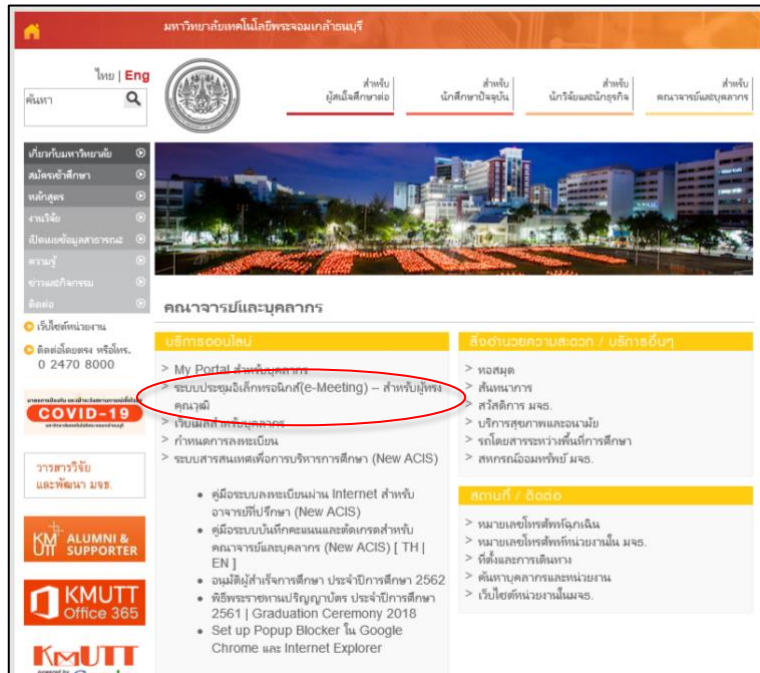 มหาวิทยาลัยเทคโนโลยีพระจอมเกล้าธนบุรี
ไทย | Eng
ค้นหา
สำหรับ
ผู้สนใจศึกษาต่อ
สำหรับ
นักศึกษาปัจจุบัน
สำหรับ
นักวิจัยและนักธุรกิจ
สำหรับ
คณาจารย์และบุคลากร
เกี่ยวกับมหาวิทยาลัย
สมัครเข้าศึกษา
หลักสูตร
งานวิจัย
เปิดเผยข้อมูลสาธารณะ
ความรู้
ข่าวและกิจกรรม
ติดต่อ
เว็บไซต์หน่วยงาน
ติดต่อโดยตรง หรือโทร.
0 2470 8000
COVID-19
วารสารวิจัย
และพัฒนา มจธ.
KMUTT ALUMNI &
SUPPORTER
KMUTT
Office 365
KMUTT
คณาจารย์และบุคลากร
บริการออนไลน์
> My Portal สำหรับบุคลากร
> ระบบประชุมอิเล็กทรอนิกส์(e-Meeting) – สำหรับผู้ทรง
คุณวุฒิ
> เว็บเมลสำหรับบุคลากร
> กำหนดการลงทะเบียน
> ระบบสารสนเทศเพื่อการบริหารการศึกษา (New ACIS)
• คู่มือระบบลงทะเบียนผ่าน Internet สำหรับ
อาจารย์ที่ปรึกษา (New ACIS)
• คู่มือระบบบันทึกคะแนนและตัดเกรดสำหรับ
คณาจารย์และบุคลากร (New ACIS) [ TH |
EN ]
• อนุมัติผู้สำเร็จการศึกษา ประจำปีการศึกษา 2562
• พิธีพระราชทานปริญญาบัตร ประจำปีการศึกษา
2561 | Graduation Ceremony 2018
• Set up Popup Blocker ใน Google
Chrome และ Internet Explorer
สิ่งอำนวยความสะดวก / บริการอื่นๆ
> หอสมุด
> สันทนาการ
> สวัสดิการ มจธ.
> บริการสุขภาพและอนามัย
> รถโดยสารระหว่างพื้นที่การศึกษา
> สหกรณ์ออมทรัพย์ มจธ.
สถานที่ / ติดต่อ
> หมายเลขโทรศัพท์ฉุกเฉิน
> หมายเลขโทรศัพท์หน่วยงานใน มจธ.
> ที่ตั้งและการเดินทาง
> ค้นหาบุคลากรและหน่วยงาน
> เว็บไซต์หน่วยงานในมจธ.